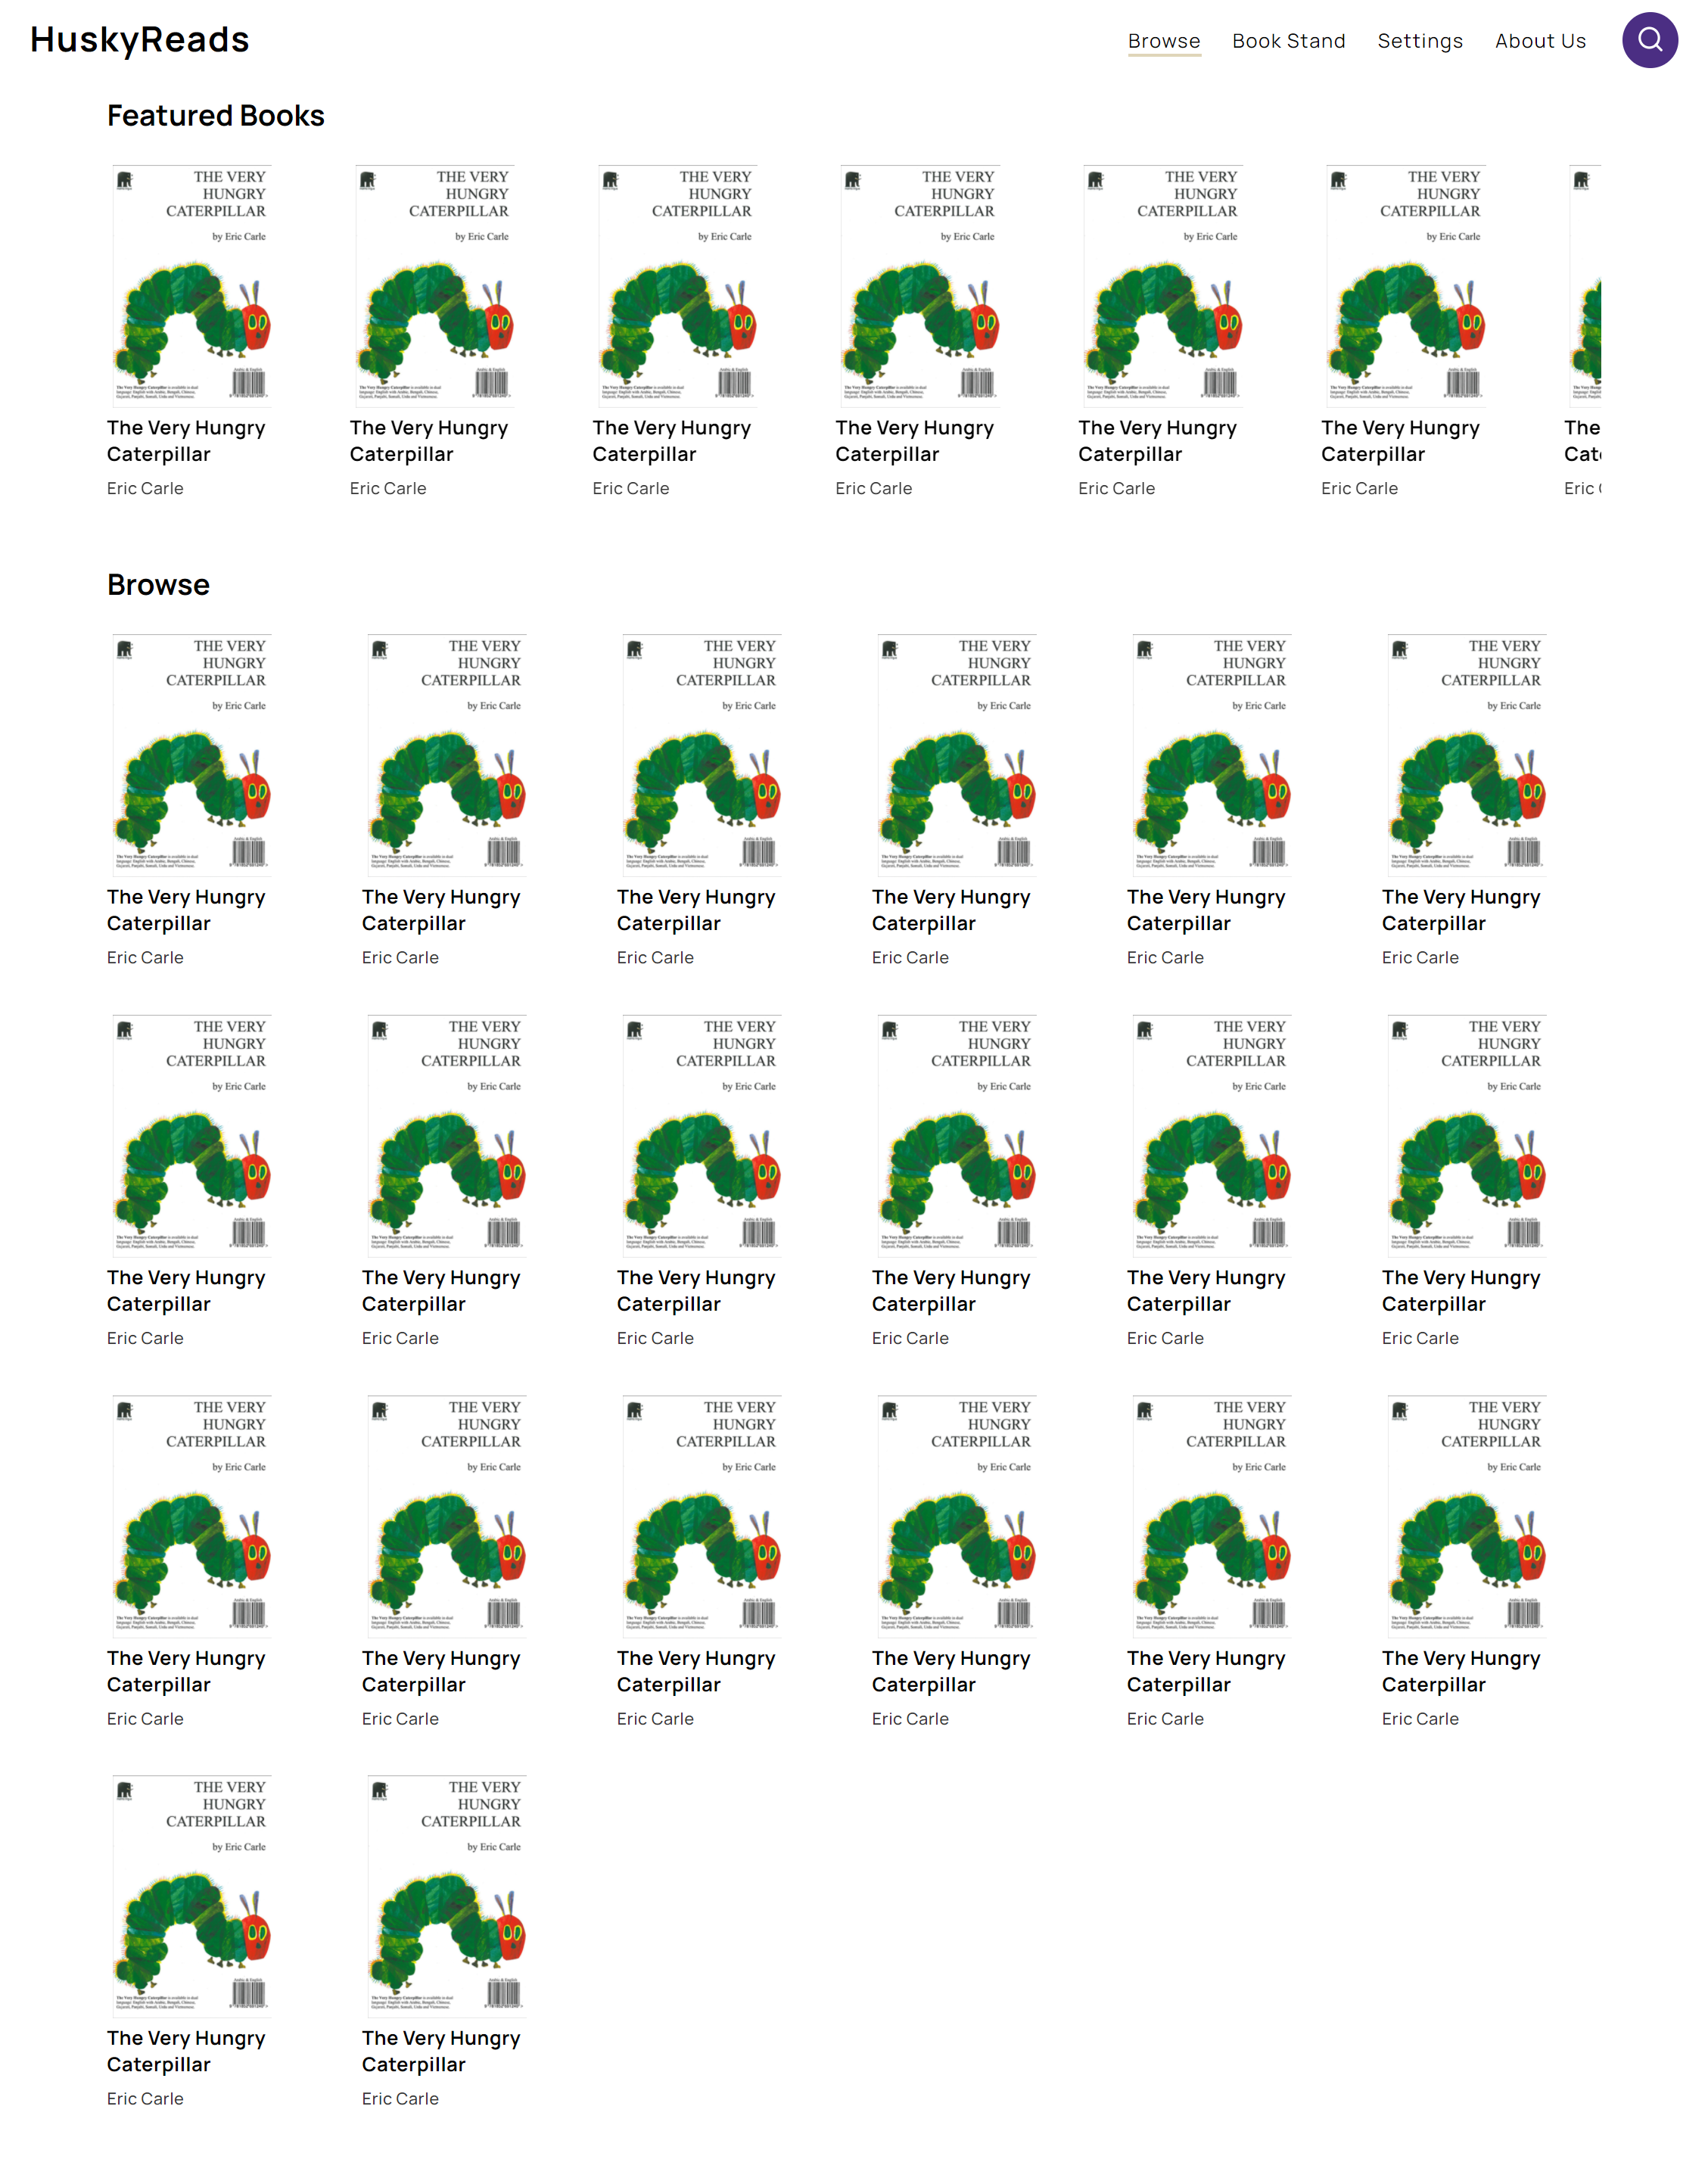 HuskyReads
Browse
Book Stand
Settings
About Us
Featured Books
THE VERY
HUNGRY
CATERPILLAR
by Eric Carle
The Very Hungry
Caterpillar
Eric Carle
THE VERY
HUNGRY
CATERPILLAR
by Eric Carle
The Very Hungry
Caterpillar
Eric Carle
THE VERY
HUNGRY
CATERPILLAR
by Eric Carle
The Very Hungry
Caterpillar
Eric Carle
THE VERY
HUNGRY
CATERPILLAR
by Eric Carle
The Very Hungry
Caterpillar
Eric Carle
THE VERY
HUNGRY
CATERPILLAR
by Eric Carle
The Very Hungry
Caterpillar
Eric Carle
THE VERY
HUNGRY
CATERPILLAR
by Eric Carle
The Very Hungry
Caterpillar
Eric Carle
The
Eric
Browse
THE VERY
HUNGRY
CATERPILLAR
by Eric Carle
The Very Hungry
Caterpillar
Eric Carle
THE VERY
HUNGRY
CATERPILLAR
by Eric Carle
The Very Hungry
Caterpillar
Eric Carle
THE VERY
HUNGRY
CATERPILLAR
by Eric Carle
The Very Hungry
Caterpillar
Eric Carle
THE VERY
HUNGRY
CATERPILLAR
by Eric Carle
The Very Hungry
Caterpillar
Eric Carle
THE VERY
HUNGRY
CATERPILLAR
by Eric Carle
The Very Hungry
Caterpillar
Eric Carle
THE VERY
HUNGRY
CATERPILLAR
by Eric Carle
The Very Hungry
Caterpillar
Eric Carle
THE VERY
HUNGRY
CATERPILLAR
by Eric Carle
The Very Hungry
Caterpillar
Eric Carle
THE VERY
HUNGRY
CATERPILLAR
by Eric Carle
The Very Hungry
Caterpillar
Eric Carle
THE VERY
HUNGRY
CATERPILLAR
by Eric Carle
The Very Hungry
Caterpillar
Eric Carle
THE VERY
HUNGRY
CATERPILLAR
by Eric Carle
The Very Hungry
Caterpillar
Eric Carle
THE VERY
HUNGRY
CATERPILLAR
by Eric Carle
The Very Hungry
Caterpillar
Eric Carle
THE VERY
HUNGRY
CATERPILLAR
by Eric Carle
The Very Hungry
Caterpillar
Eric Carle
THE VERY
HUNGRY
CATERPILLAR
by Eric Carle
The Very Hungry
Caterpillar
Eric Carle
THE VERY
HUNGRY
CATERPILLAR
by Eric Carle
The Very Hungry
Caterpillar
Eric Carle
THE VERY
HUNGRY
CATERPILLAR
by Eric Carle
The Very Hungry
Caterpillar
Eric Carle
THE VERY
HUNGRY
CATERPILLAR
by Eric Carle
The Very Hungry
Caterpillar
Eric Carle
THE VERY
HUNGRY
CATERPILLAR
by Eric Carle
The Very Hungry
Caterpillar
Eric Carle
THE VERY
HUNGRY
CATERPILLAR
by Eric Carle
The Very Hungry
Caterpillar
Eric Carle
THE VERY
HUNGRY
CATERPILLAR
by Eric Carle
The Very Hungry
Caterpillar
Eric Carle
THE VERY
HUNGRY
CATERPILLAR
by Eric Carle
The Very Hungry
Caterpillar
Eric Carle